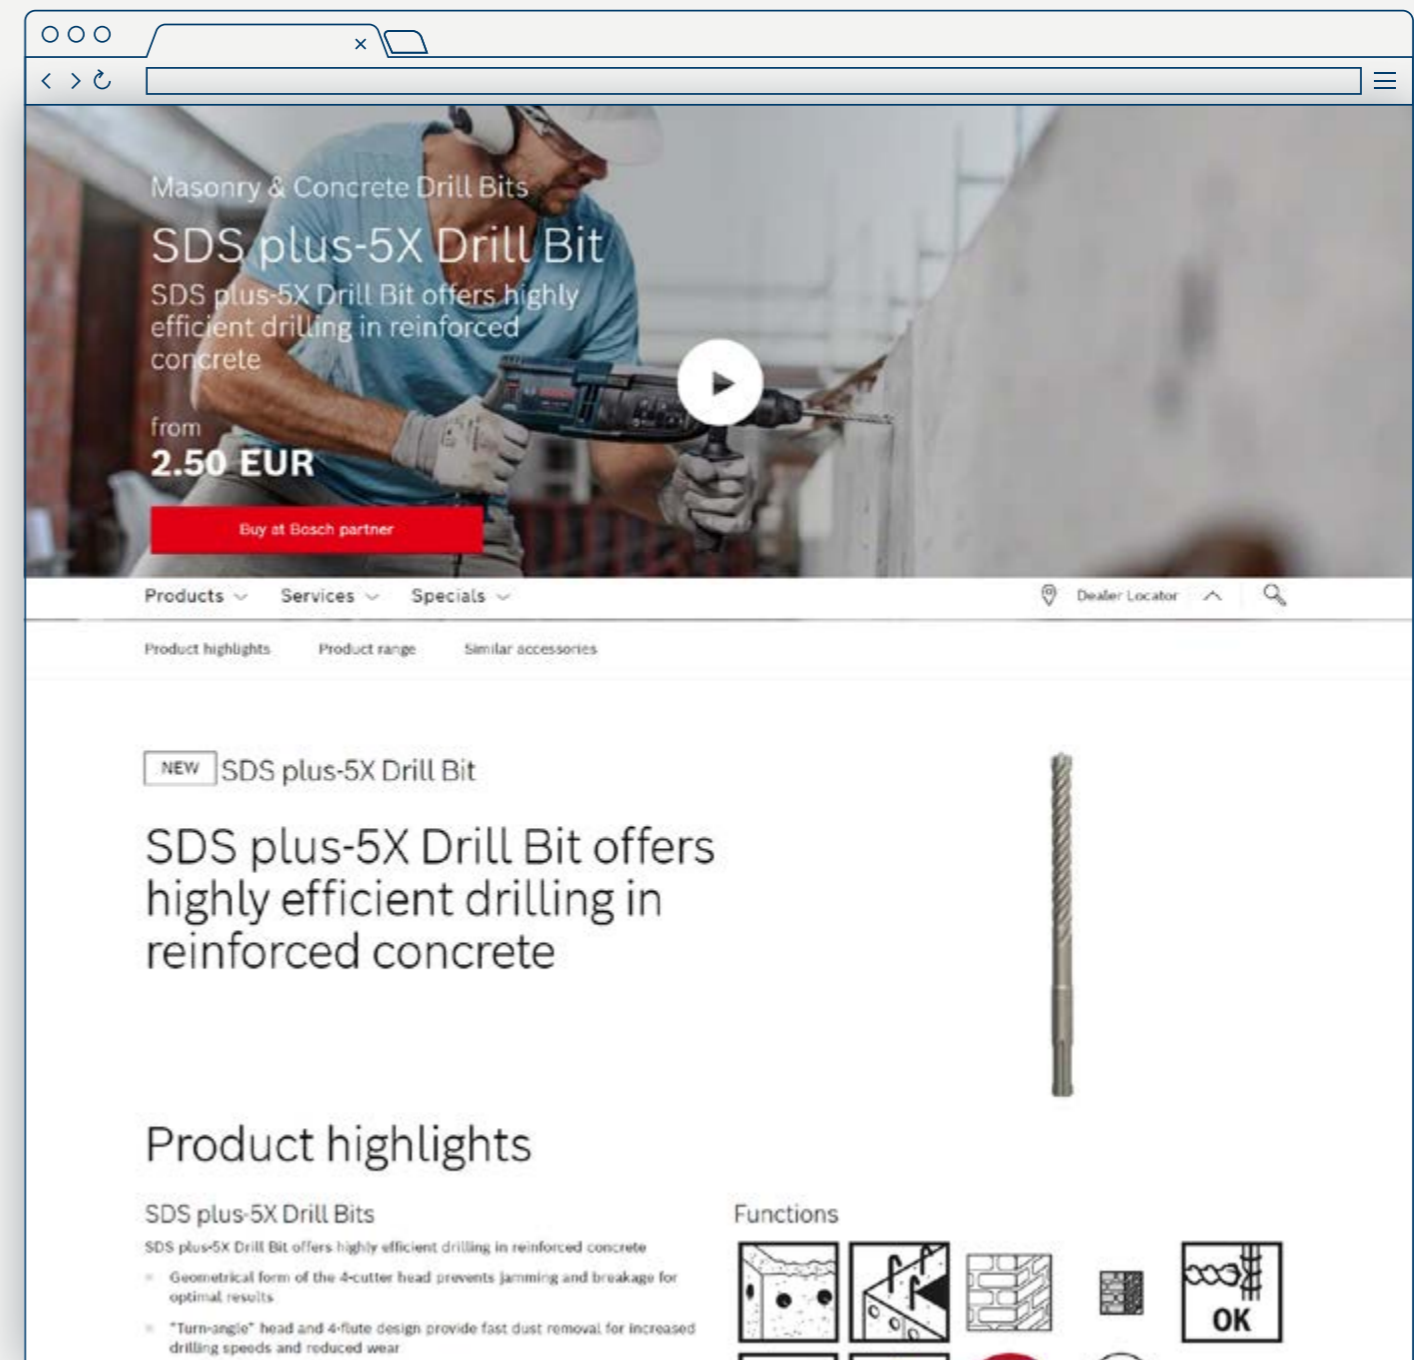 Masonry & Concrete Drill Bits
SDS plus-5X Drill Bit
SDS plus-5X Drill Bit offers highly
efficient drilling in reinforced
concrete
from
2.50 EUR
Buy at Bosch partner
Products
Services
Specials
Dealer Locator
Product highlights
Product range
Similar accessories
NEW
SDS plus-5X Drill Bit
SDS plus-5X Drill Bit offers
highly efficient drilling in
reinforced concrete
Product highlights
SDS plus-5X Drill Bits
SDS plus-5X Drill Bit offers highly efficient drilling in reinforced concrete
Geometrical form of the 4-cutter head prevents jamming and breakage for
optimal results
"Turn-angle" head and 4-flute design provide fast dust removal for increased
drilling speeds and reduced wear
Functions
OK